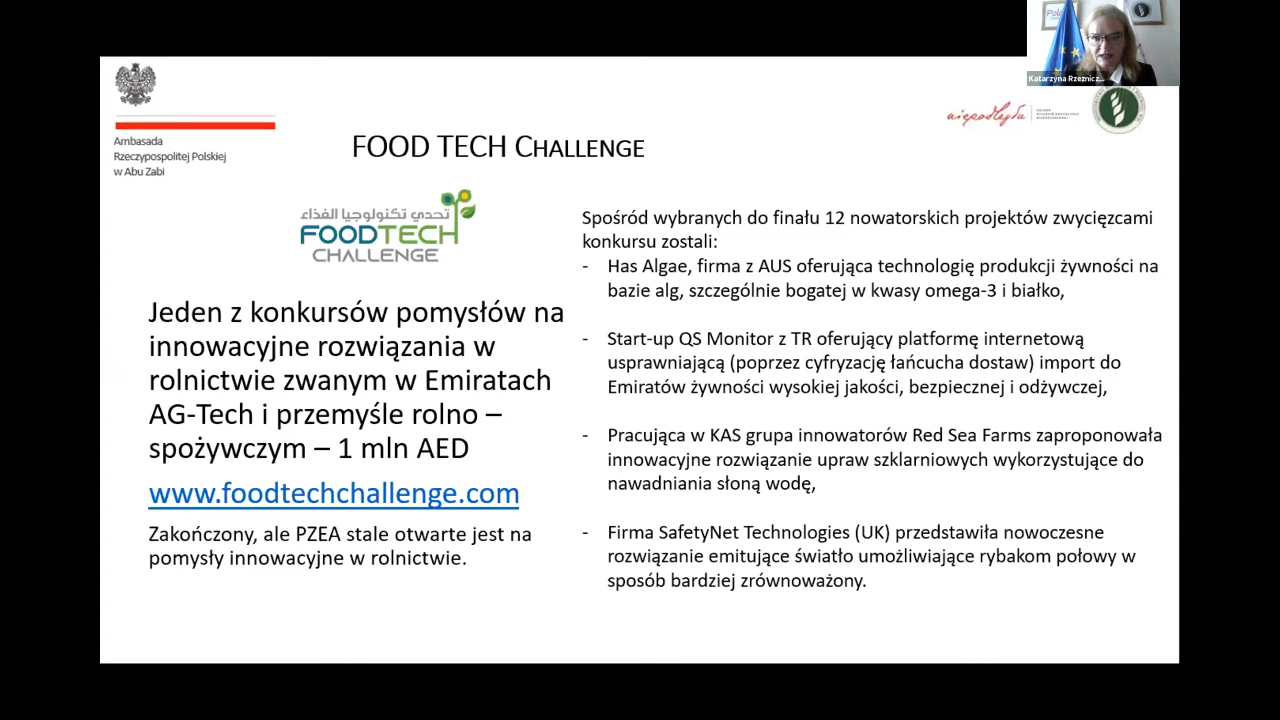 Katarzyna Rzeznicz...
Ambasada
Rzeczypospolitej Polskiej
w Abu Zabi
niepodległa
FOOD TECH CHALLENGE
تحدي تكنولوجيا الغذاء
FOODTECH
CHALLENGE
Jeden z konkursów pomysłów na
innowacyjne rozwiązania w
rolnictwie zwanym w Emiratach
AG-Tech i przemyśle rolno –
spożywczym – 1 mln AED
www.foodtechchallenge.com
Zakończony, ale PZEA stale otwarte jest na
pomysły innowacyjne w rolnictwie.
Spośród wybranych do finału 12 nowatorskich projektów zwycięzcami
konkursu zostali:
- Has Algae, firma z AUS oferująca technologię produkcji żywności na
bazie alg, szczególnie bogatej w kwasy omega-3 i białko,
- Start-up QS Monitor z TR oferujący platformę internetową
usprawniającą (poprzez cyfryzację łańcucha dostaw) import do
Emiratów żywności wysokiej jakości, bezpiecznej i odżywczej,
- Pracująca w KAS grupa innowatorów Red Sea Farms zaproponowała
innowacyjne rozwiązanie upraw szklarniowych wykorzystujące do
nawadniania słoną wodę,
- Firma SafetyNet Technologies (UK) przedstawiła nowoczesne
rozwiązanie emitujące światło umożliwiające rybakom połowy w
sposób bardziej zrównoważony.